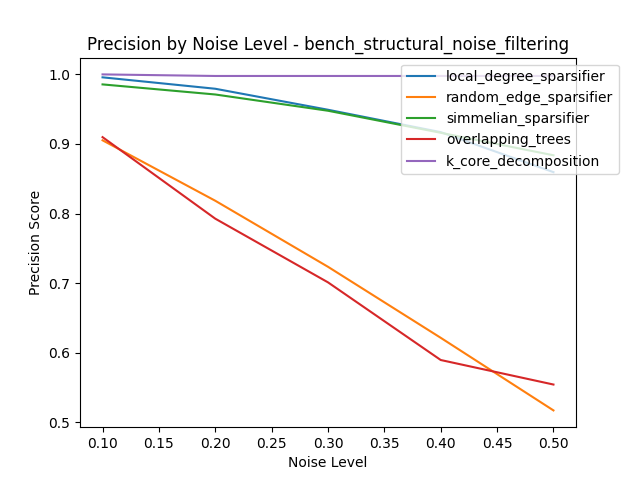 Precision by Noise Level - bench_structural_noise_filtering
1.0
0.9
0.8
0.7
0.6
0.5
Precision Score
local_degree_sparsifier
random_edge_sparsifier
simmelian_sparsifier
overlapping_trees
k_core_decomposition
0.10 0.15 0.20 0.25 0.30 0.35 0.40 0.45 0.50
Noise Level